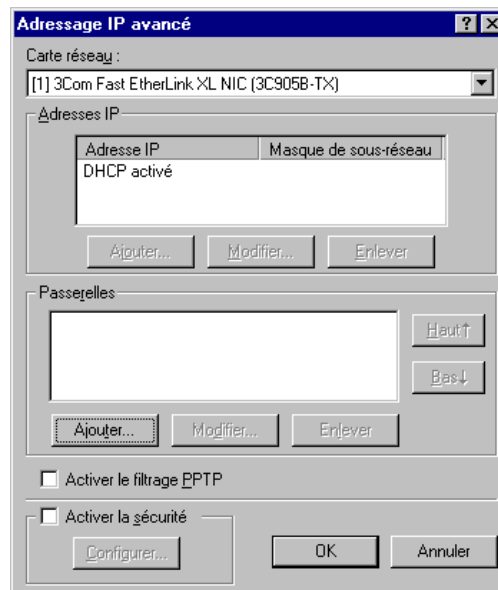 Adressage IP avancé
Carte réseau :
[1] 3Com Fast EtherLink XL NIC (3C905B-TX)
Adresses IP
Adresse IP Masque de sous-réseau
DHCP activé
Ajouter... Modifier... Enlever
Passerelles
Haut↑
Bas↓
Ajouter... Modifier... Enlever
Activer le filtrage PPTP
Activer la sécurité
Configurer... OK Annuler